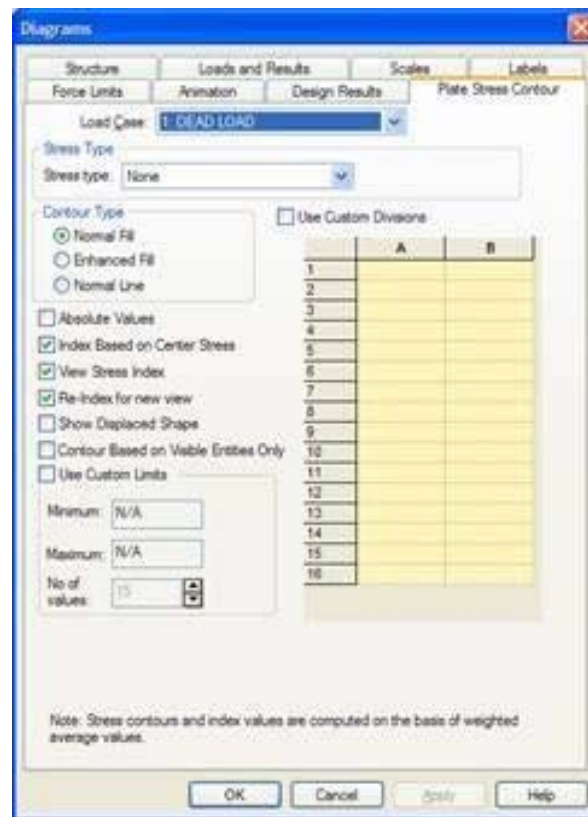 Diagrams
Structure Loads and Results Scales Labels
Force Limits Animation Design Results Plate Stress Contour
Load Case: 1: DEAD LOAD
Stress Type
Stress type: None
Contour Type
Normal Fill
Enhanced Fill
Normal Line
Use Custom Divisions
A B
1
2
3
4
5
6
7
8
9
10
11
12
13
14
15
16
Absolute Values
Index Based on Center Stress
View Stress Index
Re-Index for new view
Show Displaced Shape
Contour Based on Visible Entities Only
Use Custom Limits
Minimum: N/A
Maximum: N/A
No of
values: 15
Note: Stress contours and index values are computed on the basis of weighted
average values.
OK Cancel Apply Help